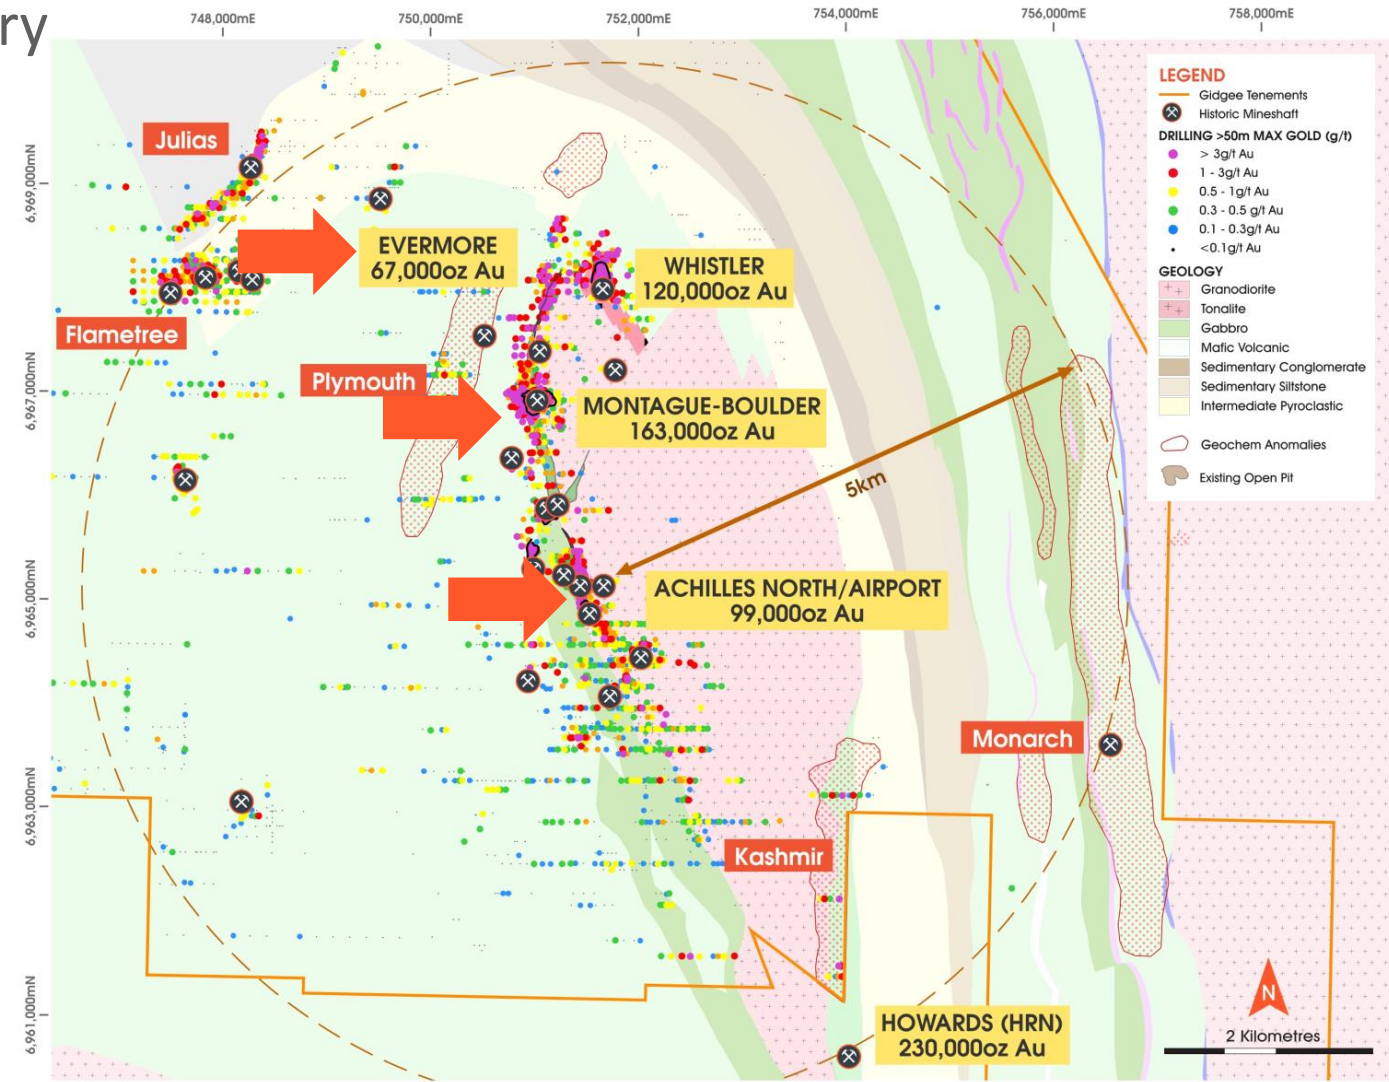 ry
748,000mE
750,000mE
752,000mE
754,000mE
756,000mE
758,000mE
6,969,000mN
6,967,000mN
6,965,000mN
6,963,000mN
6,961,000mN
Julias
EVERMORE
67,000oz Au
WHISTLER
120,000oz Au
Flametree
Plymouth
MONTAGUE-BOULDER
163,000oz Au
5km
ACHILLES NORTH/AIRPORT
99,000oz Au
Monarch
Kashmir
HOWARDS (HRN)
230,000oz Au
LEGEND
Gidgee Tenements
Historic Mineshaft
DRILLING >50m MAX GOLD (g/t)
> 3g/t Au
1 - 3g/t Au
0.5 - 1g/t Au
0.3 - 0.5 g/t Au
0.1 - 0.3g/t Au
<0.1g/t Au
GEOLOGY
Granodiorite
Tonalite
Gabbro
Mafic Volcanic
Sedimentary Conglomerate
Sedimentary Siltstone
Intermediate Pyroclastic
Geochem Anomalies
Existing Open Pit
N
2 Kilometres